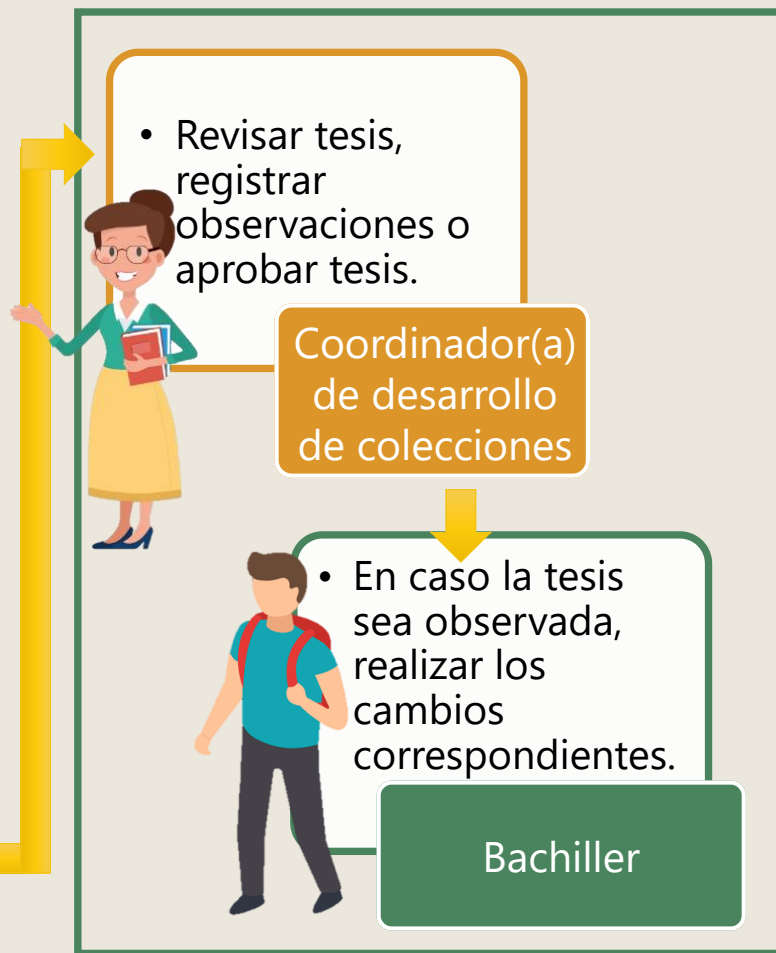 • Revisar tesis,
registrar
observaciones o
aprobar tesis.
Coordinador(a)
de desarrollo
de colecciones
• En caso la tesis
sea observada,
realizar los
cambios
correspondientes.
Bachiller